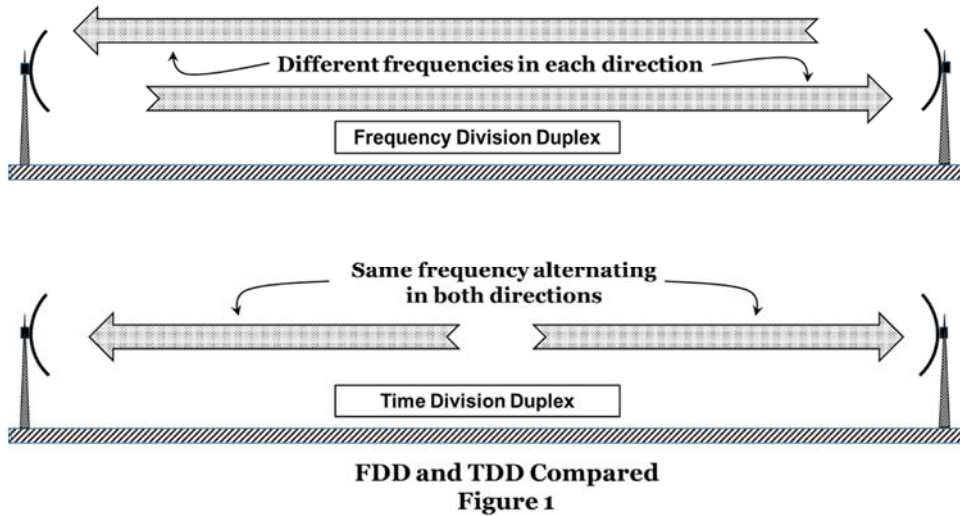 Different frequencies in each direction
Frequency Division Duplex
Same frequency alternating
in both directions
Time Division Duplex
FDD and TDD Compared
Figure 1